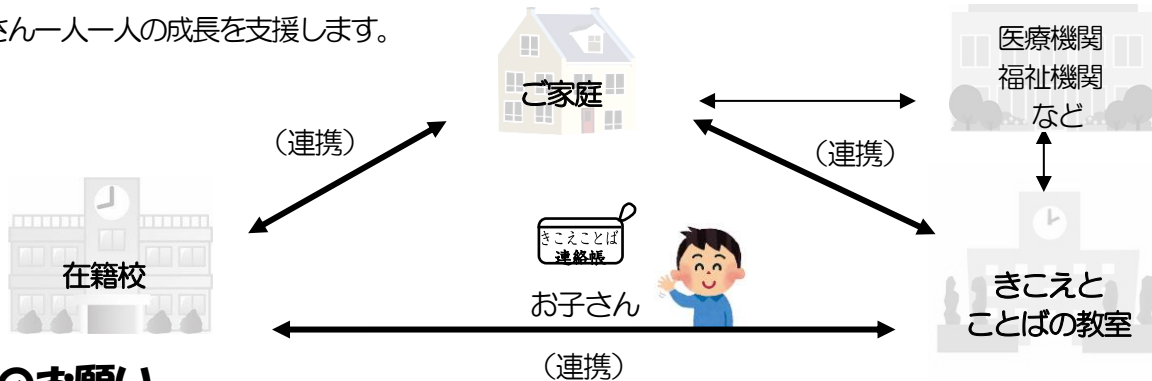 さん一人一人の成長を支援します。
医療機関
福祉機関
など
ご家庭
（連携）
（連携）
きこえことば
連絡帳
在籍校
お子さん
きこえと
ことばの教室
（連携）
のお願い